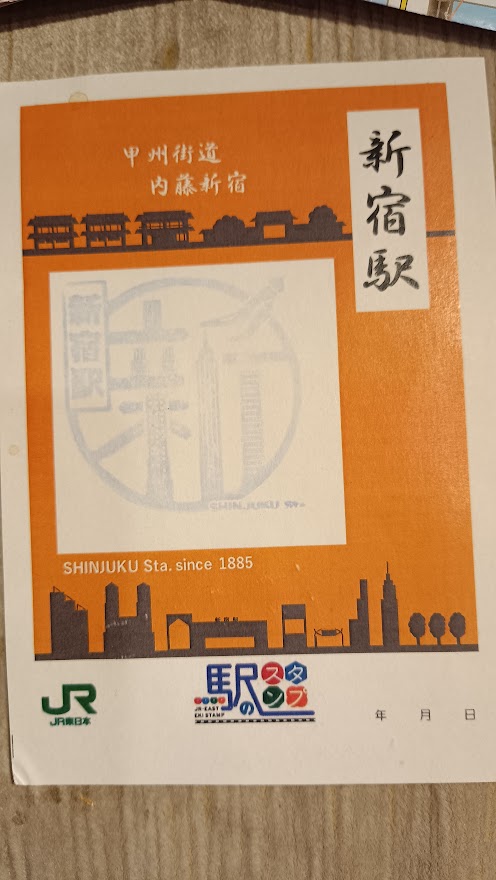 甲州街道
内藤新宿
新宿駅
新宿駅
新
SHINJUKU Sta.
SHINJUKU Sta. since 1885
JR
JR東日本
駅のスタンプ
JR-EAST
EKI STAMP
年 月 日